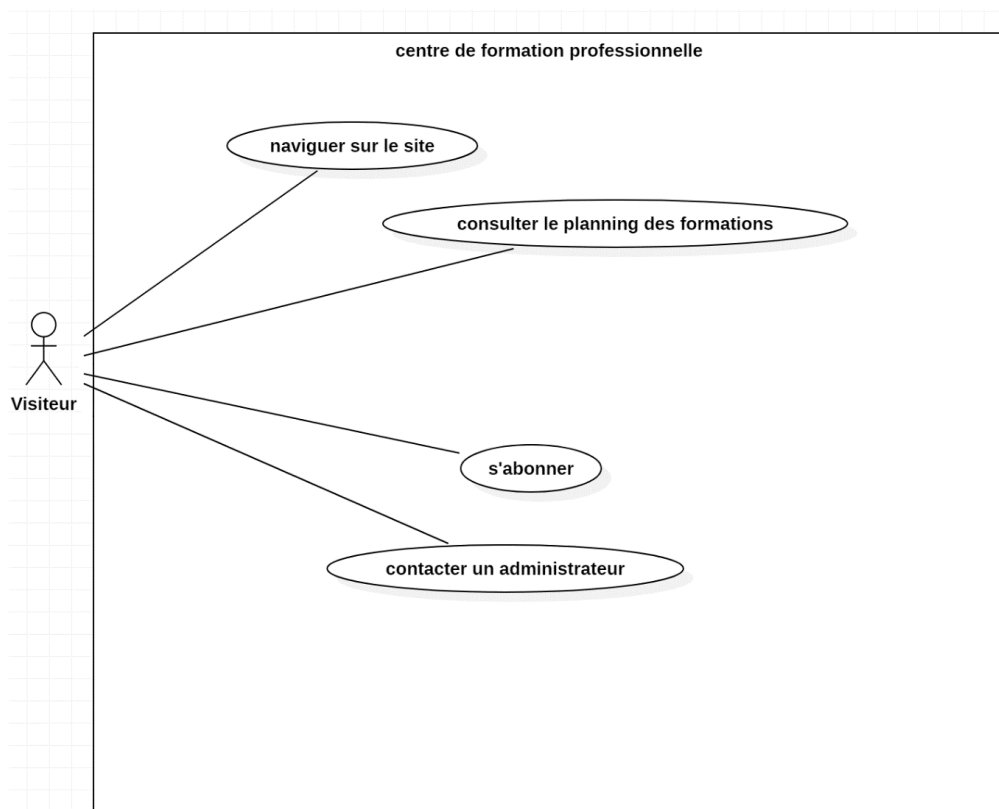 centre de formation professionnelle
naviguer sur le site
consulter le planning des formations
Visiteur
s'abonner
contacter un administrateur